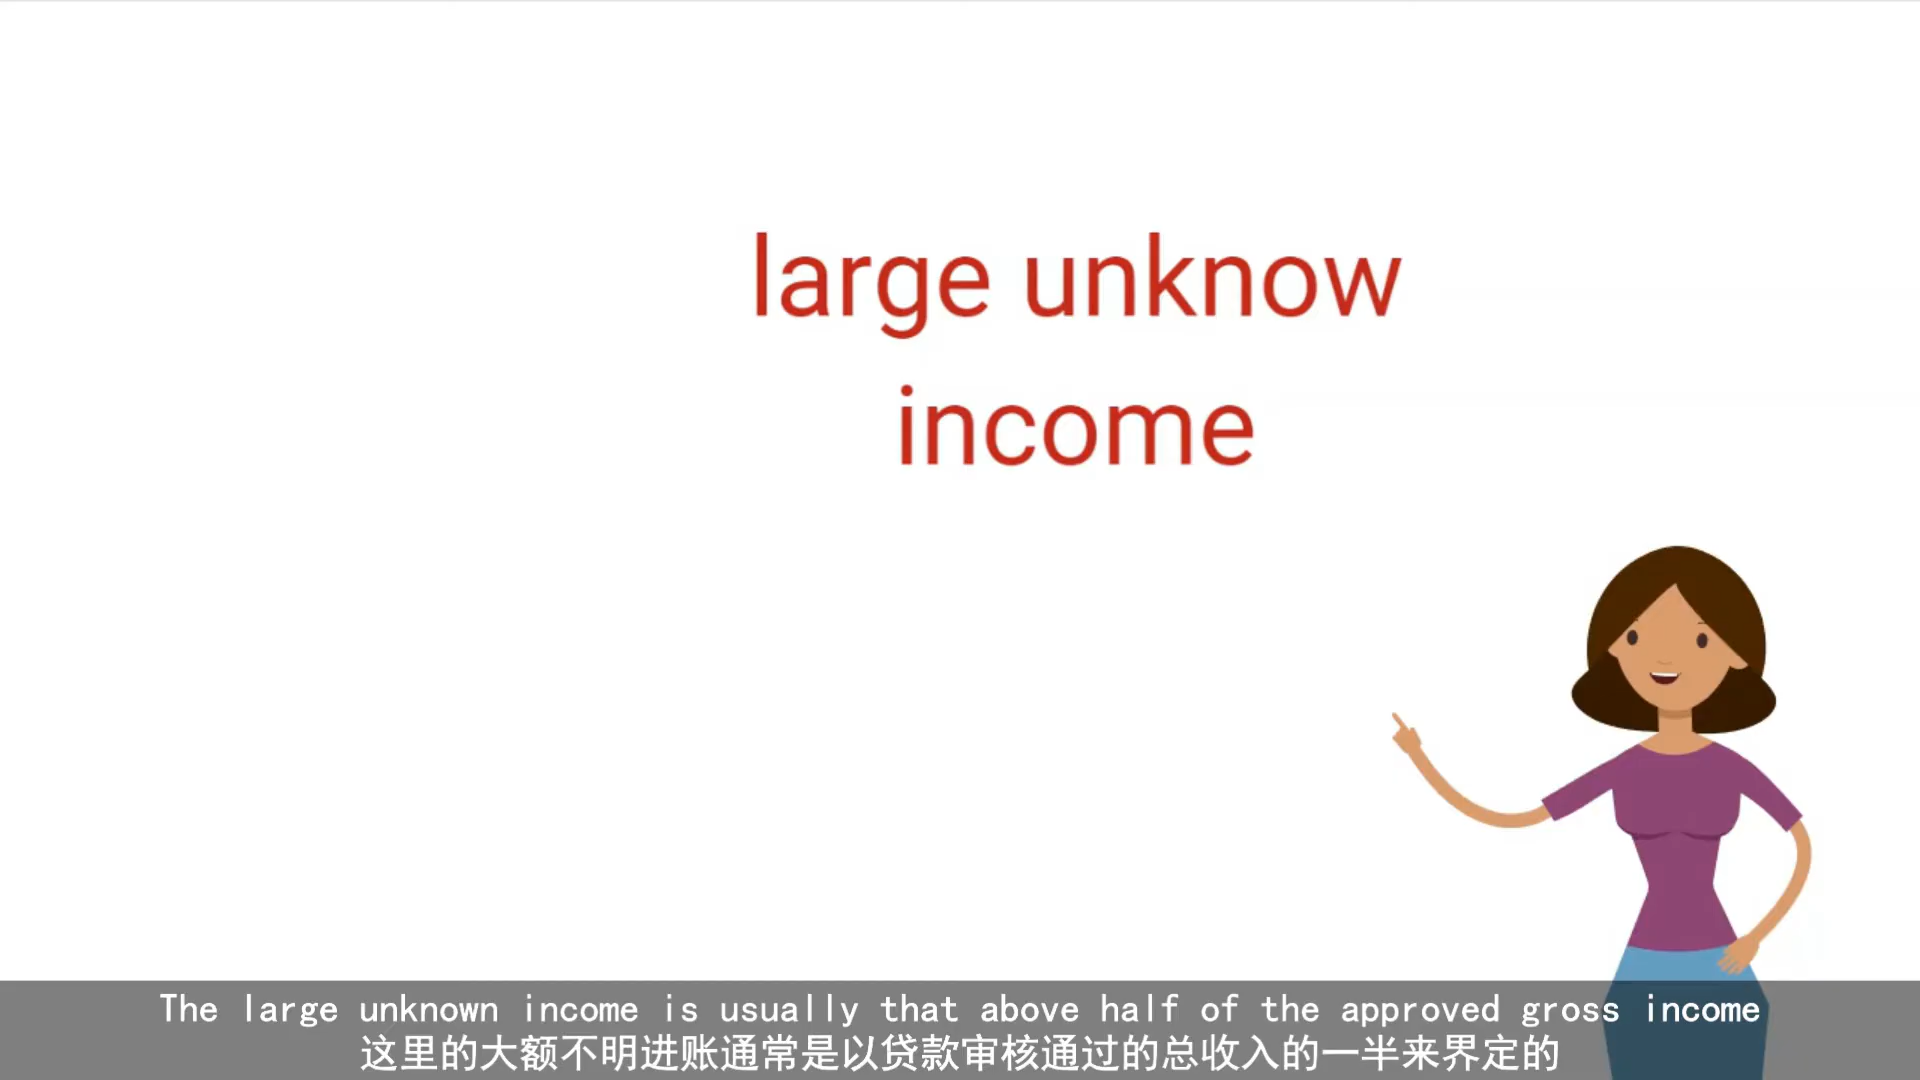 large unknow
income
The large unknown income is usually that above half of the approved gross income
这里的大额不明进账通常是以贷款审核通过的总收入的一半来界定的